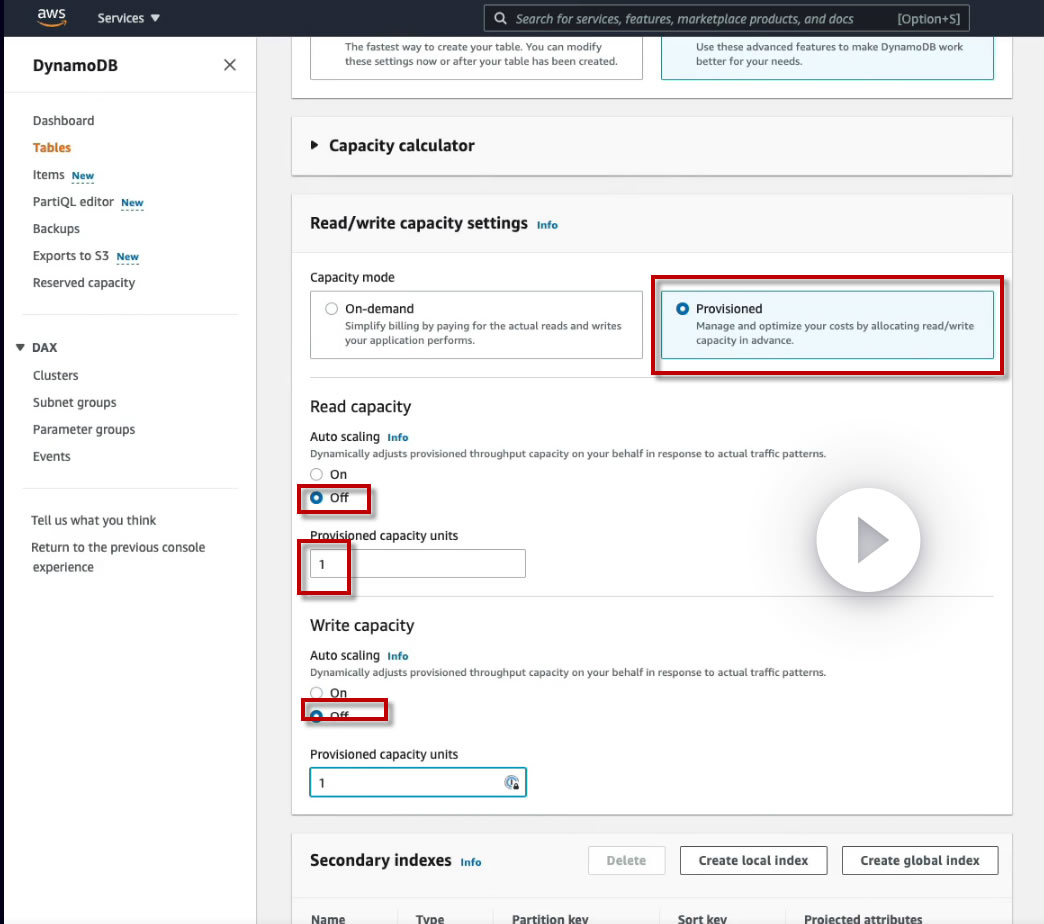 aws
Services ▼
Search for services, features, marketplace products, and docs
[Option+S]
DynamoDB
Dashboard
Tables
Items New
PartiQL editor New
Backups
Exports to S3 New
Reserved capacity
DAX
Clusters
Subnet groups
Parameter groups
Events
Tell us what you think
Return to the previous console
experience
The fastest way to create your table. You can modify
these settings now or after your table has been created.
Use these advanced features to make DynamoDB work
better for your needs.
Capacity calculator
Read/write capacity settings Info
Capacity mode
On-demand
Simplify billing by paying for the actual reads and writes
your application performs.
Provisioned
Manage and optimize your costs by allocating read/write
capacity in advance.
Read capacity
Auto scaling Info
Dynamically adjusts provisioned throughput capacity on your behalf in response to actual traffic patterns.
On
Off
Provisioned capacity units
1
Write capacity
Auto scaling Info
Dynamically adjusts provisioned throughput capacity on your behalf in response to actual traffic patterns.
On
Off
Provisioned capacity units
1
Secondary indexes Info
Delete
Create local index
Create global index
Name
Type
Partition key
Sort key
Projected attributes